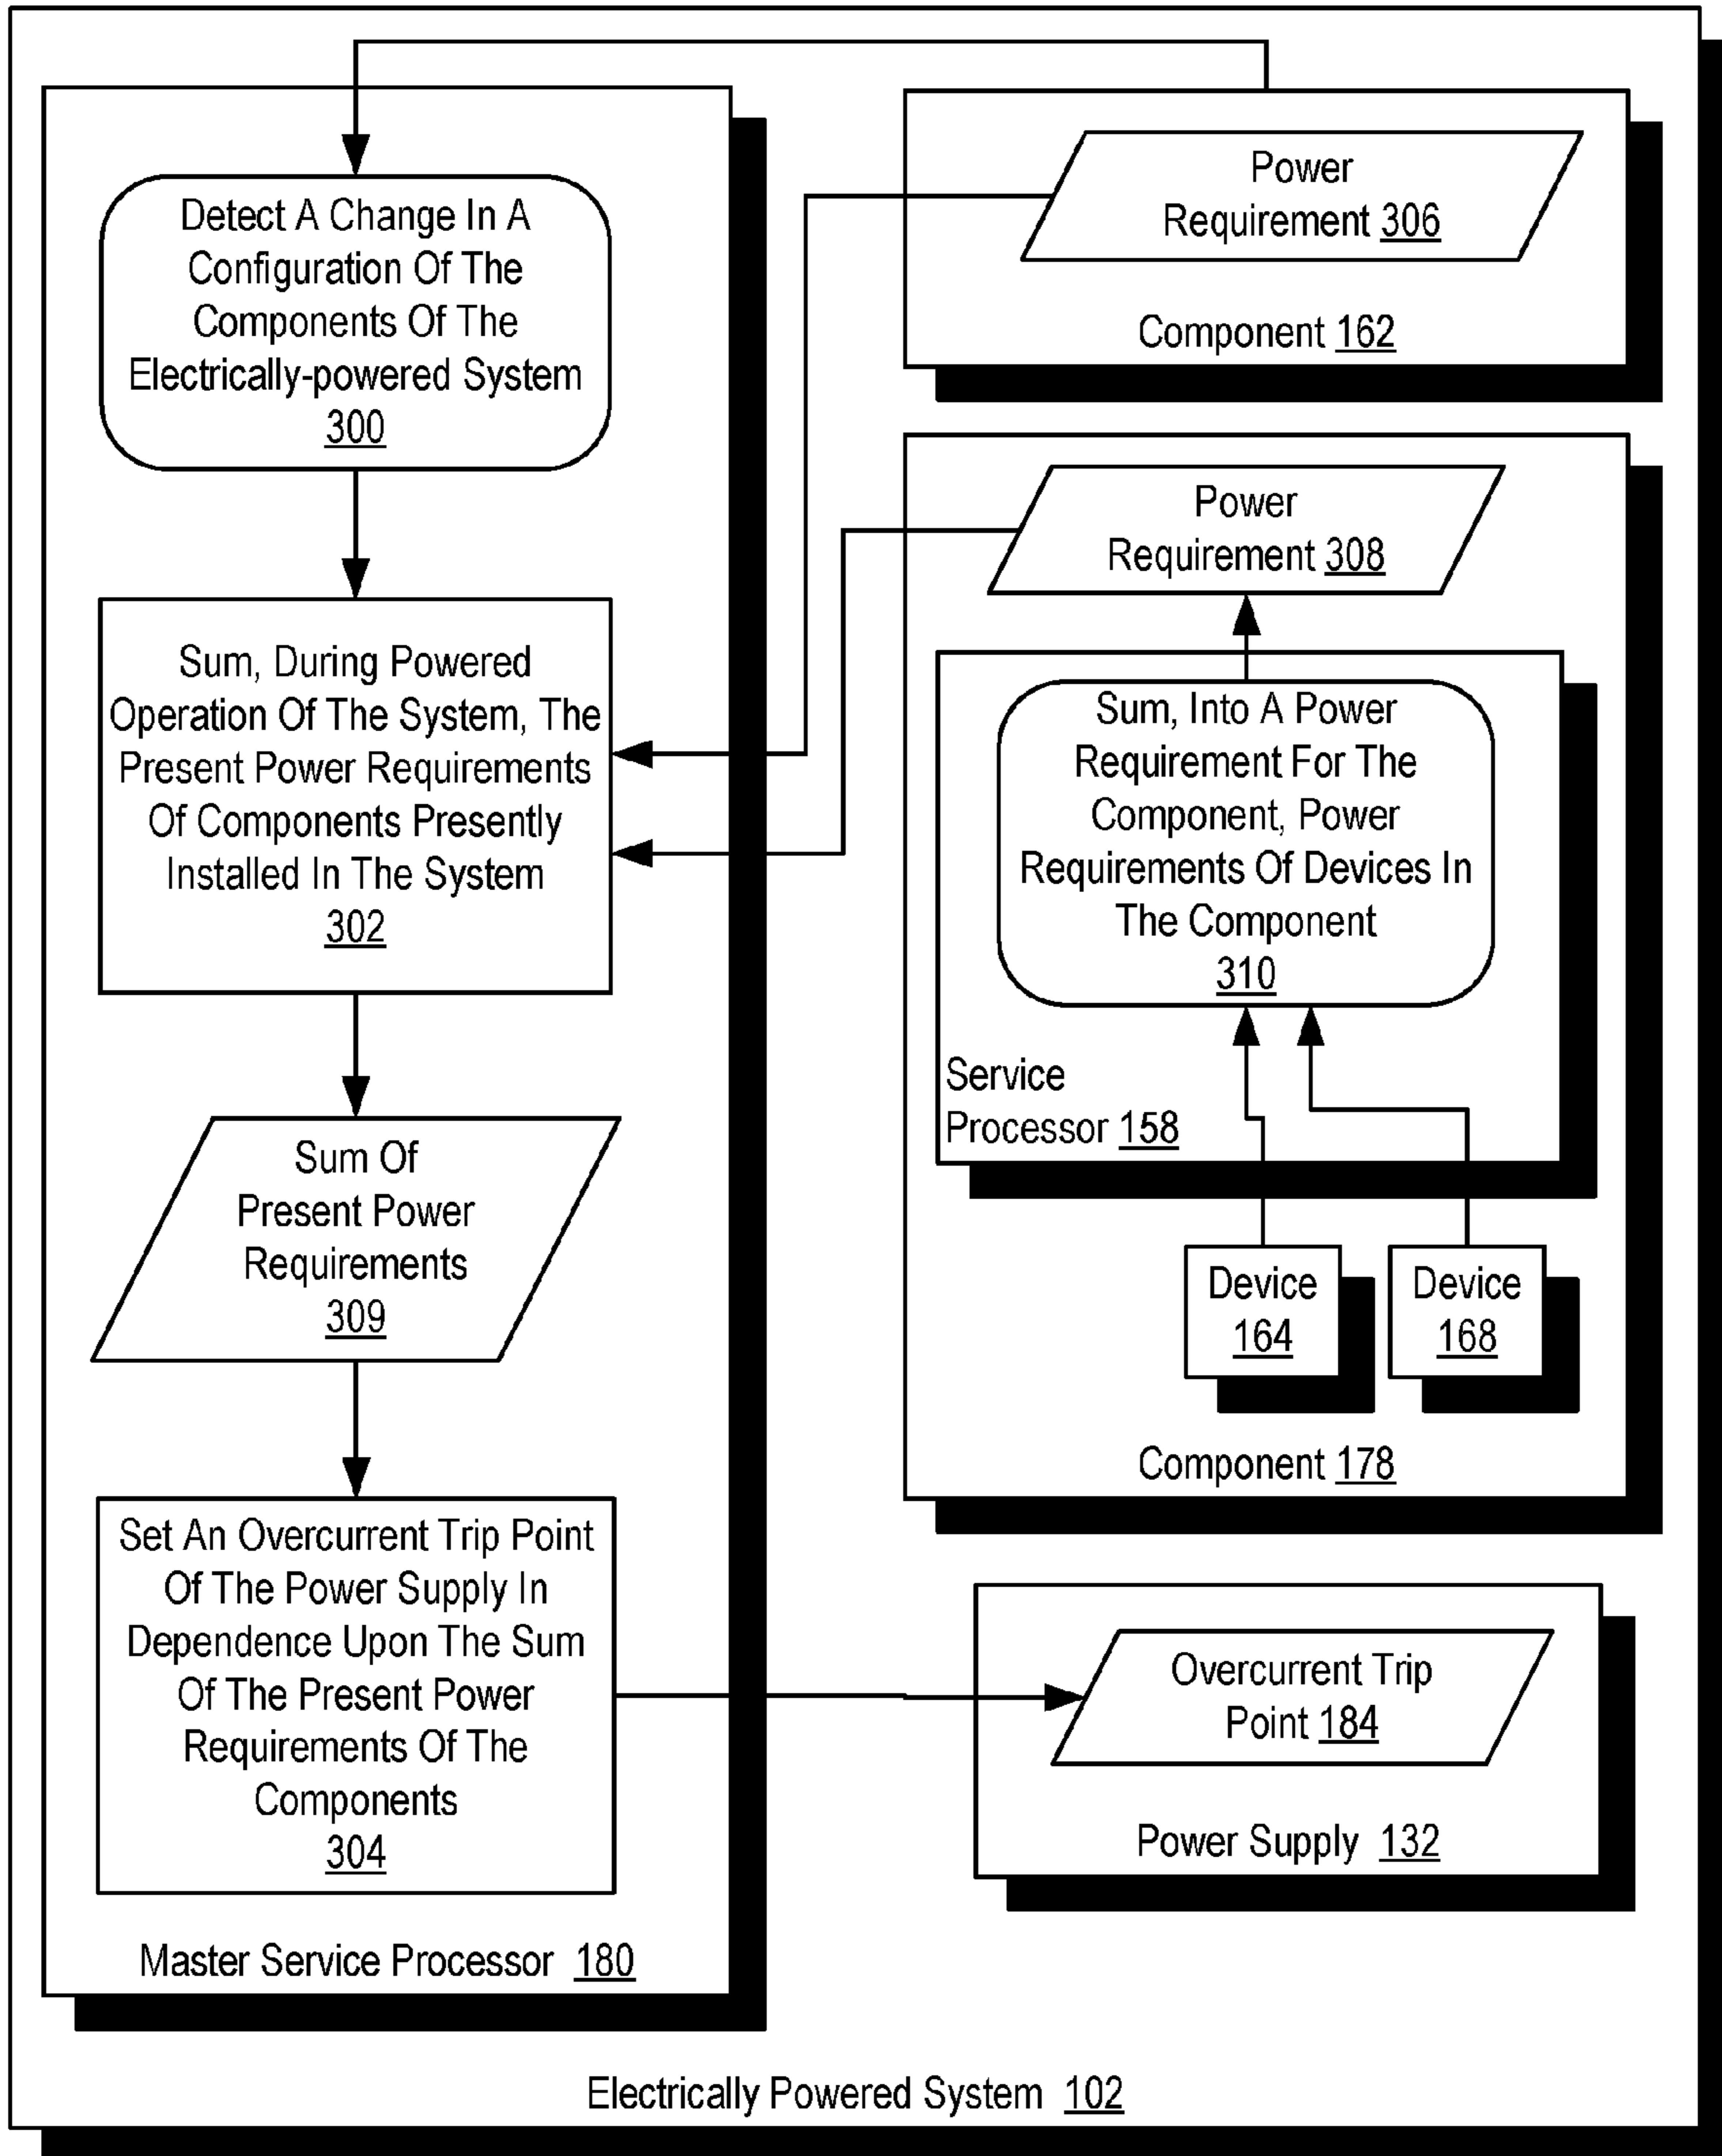 Detect A Change In A
Configuration Of The
Components Of The
Electrically-powered System
300
Sum, During Powered
Operation Of The System, The
Present Power Requirements
Of Components Presently
Installed In The System
302
Sum Of
Present Power
Requirements
309
Set An Overcurrent Trip Point
Of The Power Supply In
Dependence Upon The Sum
Of The Present Power
Requirements Of The
Components
304
Master Service Processor 180
Power
Requirement 306
Component 162
Power
Requirement 308
Sum, Into A Power
Requirement For The
Component, Power
Requirements Of Devices In
The Component
310
Service
Processor 158
Device
164
Device
168
Component 178
Overcurrent Trip
Point 184
Power Supply 132
Electrically Powered System 102